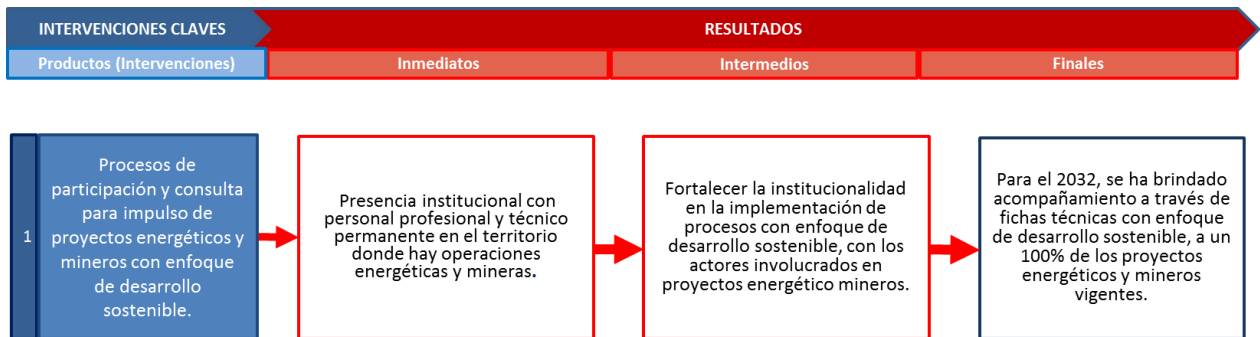 INTERVENCIONES CLAVES
RESULTADOS
Productos (Intervenciones)
Inmediatos
Intermedios
Finales
1
Procesos de
participación y consulta
para impulso de
proyectos energéticos y
mineros con enfoque
de desarrollo
sostenible.
Presencia institucional con
personal profesional y técnico
permanente en el territorio
donde hay operaciones
energéticas y mineras.
Fortalecer la institucionalidad
en la implementación de
procesos con enfoque de
desarrollo sostenible, con los
actores involucrados en
proyectos energético mineros.
Para el 2032, se ha brindado
acompañamiento a través de
fichas técnicas con enfoque
de desarrollo sostenible, a un
100% de los proyectos
energéticos y mineros
vigentes.